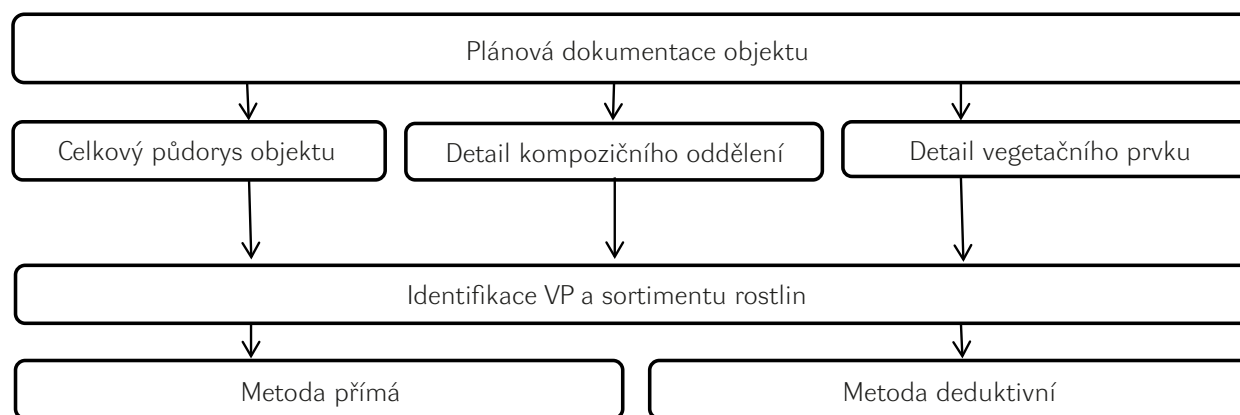 Plánová dokumentace objektu
Celkový půdorys objektu
Detail kompozičního oddělení
Detail vegetačního prvku
Identifikace VP a sortimentu rostlin
Metoda přímá
Metoda deduktivní